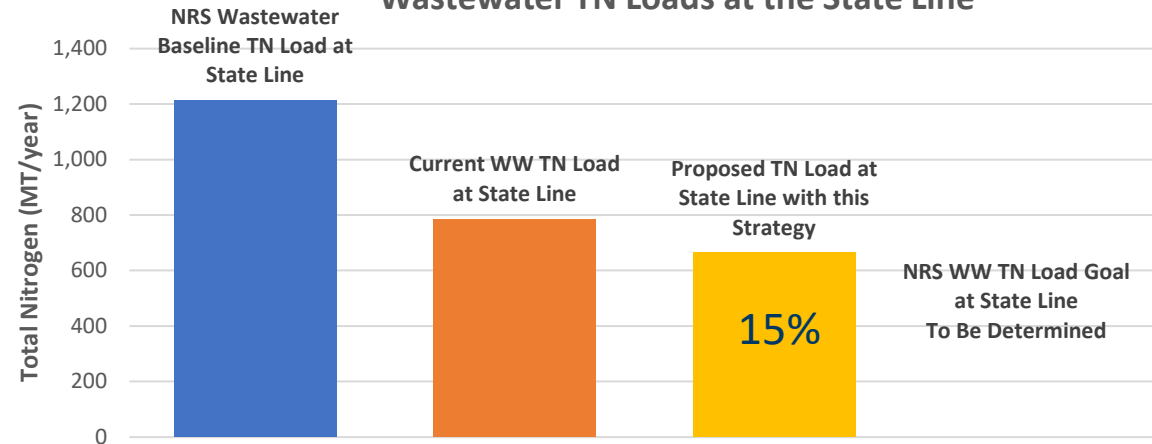 Wastewater TN Loads at the State Line
NRS Wastewater
Baseline TN Load at
State Line
Current WW TN Load
at State Line
Proposed TN Load at
State Line with this
Strategy
NRS WW TN Load Goal
at State Line
To Be Determined
15%
Total Nitrogen (MT/year)
1,400
1,200
1,000
800
600
400
200
0